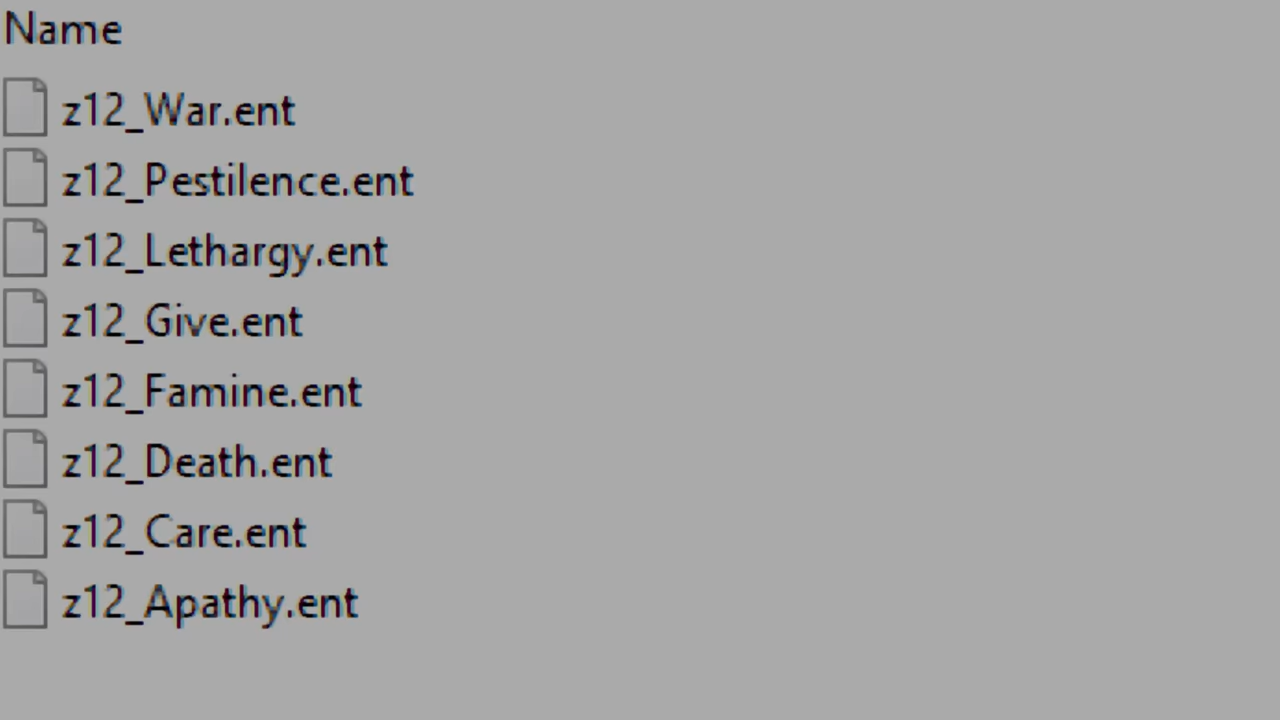 Name
z12_War.ent
z12_Pestilence.ent
z12_Lethargy.ent
z12_Give.ent
z12_Famine.ent
z12_Death.ent
z12_Care.ent
z12_Apathy.ent